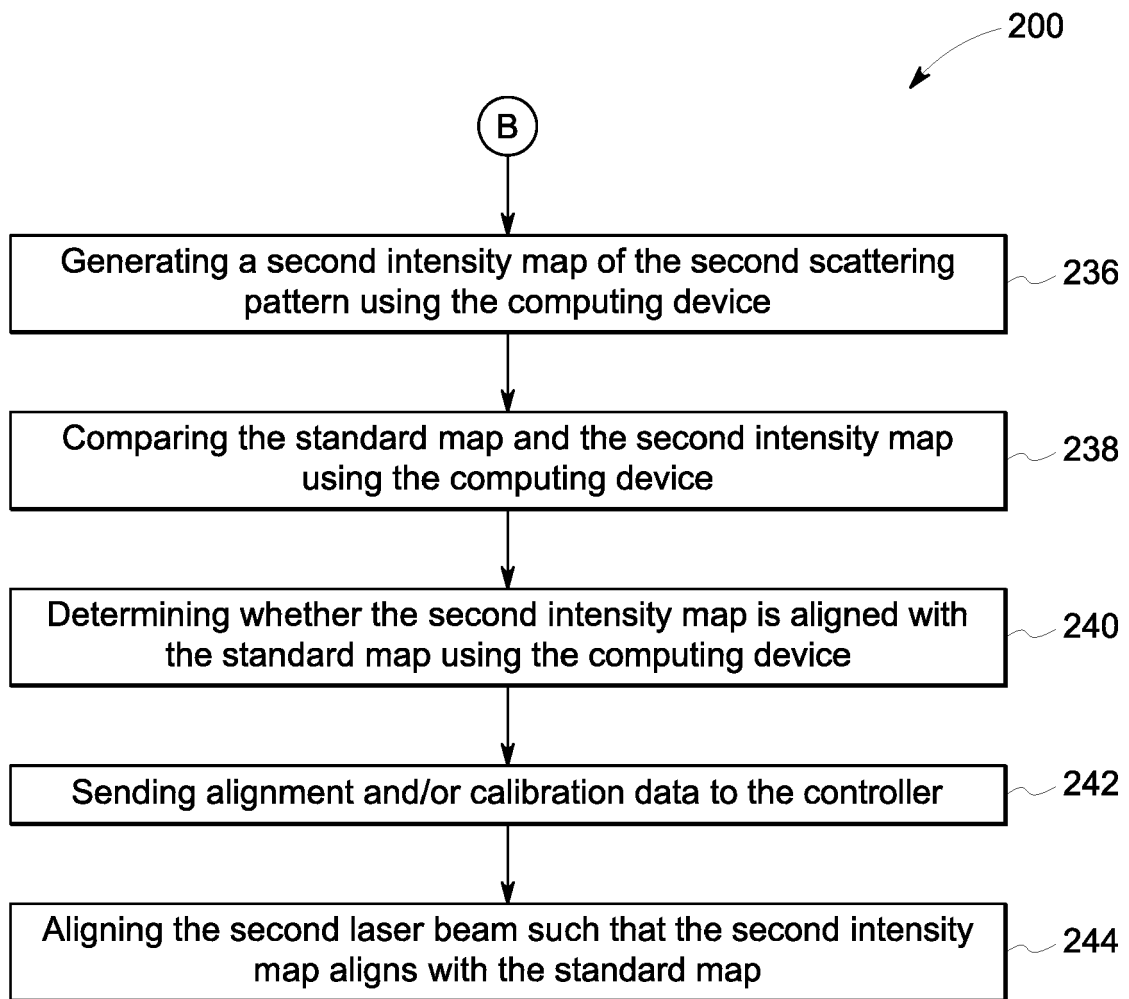 200
B
Generating a second intensity map of the second scattering
pattern using the computing device
236
Comparing the standard map and the second intensity map
using the computing device
238
Determining whether the second intensity map is aligned with
the standard map using the computing device
240
Sending alignment and/or calibration data to the controller
242
Aligning the second laser beam such that the second intensity
map aligns with the standard map
244